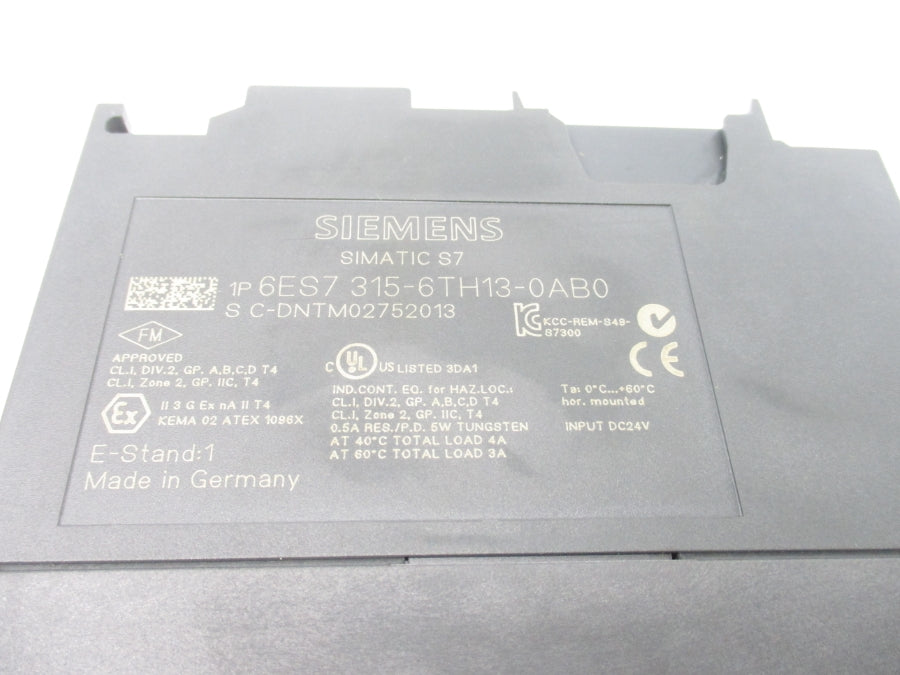 SIEMENS
SIMATIC S7
1P 6ES7 315-6TH13-0AB0
S C-DNTM02752013
KCC-REM-S49-
S7300
FM
APPROVED
CL.I, DIV.2, GP. A,B,C,D T4
CL.I, Zone 2, GP. IIC, T4
C UL US LISTED 3DA1
IND.CONT. EQ. for HAZ.LOC.:
CL.I, DIV.2, GP. A,B,C,D T4
CL.I, Zone 2, GP. IIC, T4
0.5A RES./P.D. 5W TUNGSTEN
AT 40°C TOTAL LOAD 4A
AT 60°C TOTAL LOAD 3A
CE
Ta: 0°C...+60°C
hor. mounted
INPUT DC24V
Ex
II 3 G Ex nA II T4
KEMA 02 ATEX 1096X
E-Stand:1
Made in Germany